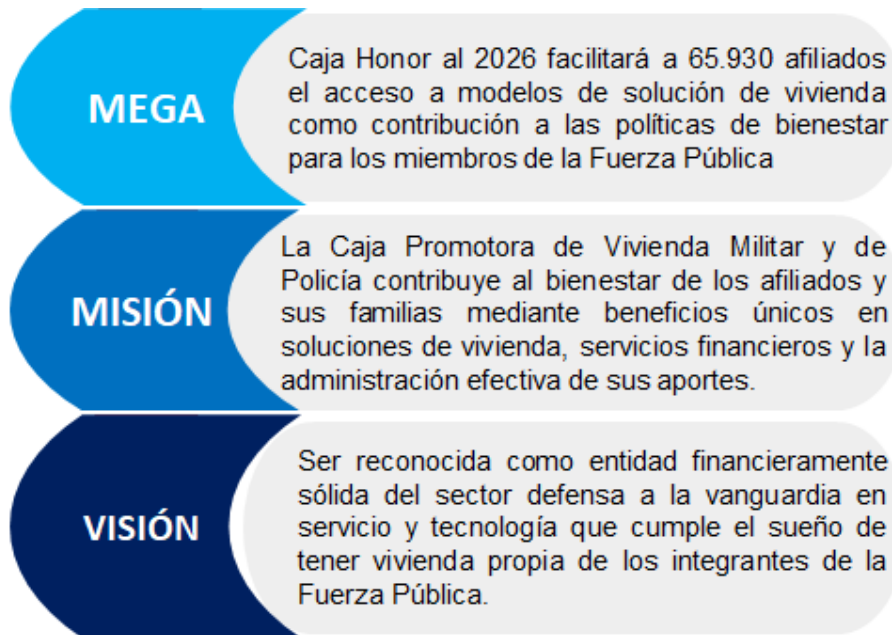 MEGA
Caja Honor al 2026 facilitará a 65.930 afiliados
el acceso a modelos de solución de vivienda
como contribución a las políticas de bienestar
para los miembros de la Fuerza Pública
MISIÓN
La Caja Promotora de Vivienda Militar y de
Policía contribuye al bienestar de los afiliados y
sus familias mediante beneficios únicos en
soluciones de vivienda, servicios financieros y la
administración efectiva de sus aportes.
VISIÓN
Ser reconocida como entidad financieramente
sólida del sector defensa a la vanguardia en
servicio y tecnología que cumple el sueño de
tener vivienda propia de los integrantes de la
Fuerza Pública.